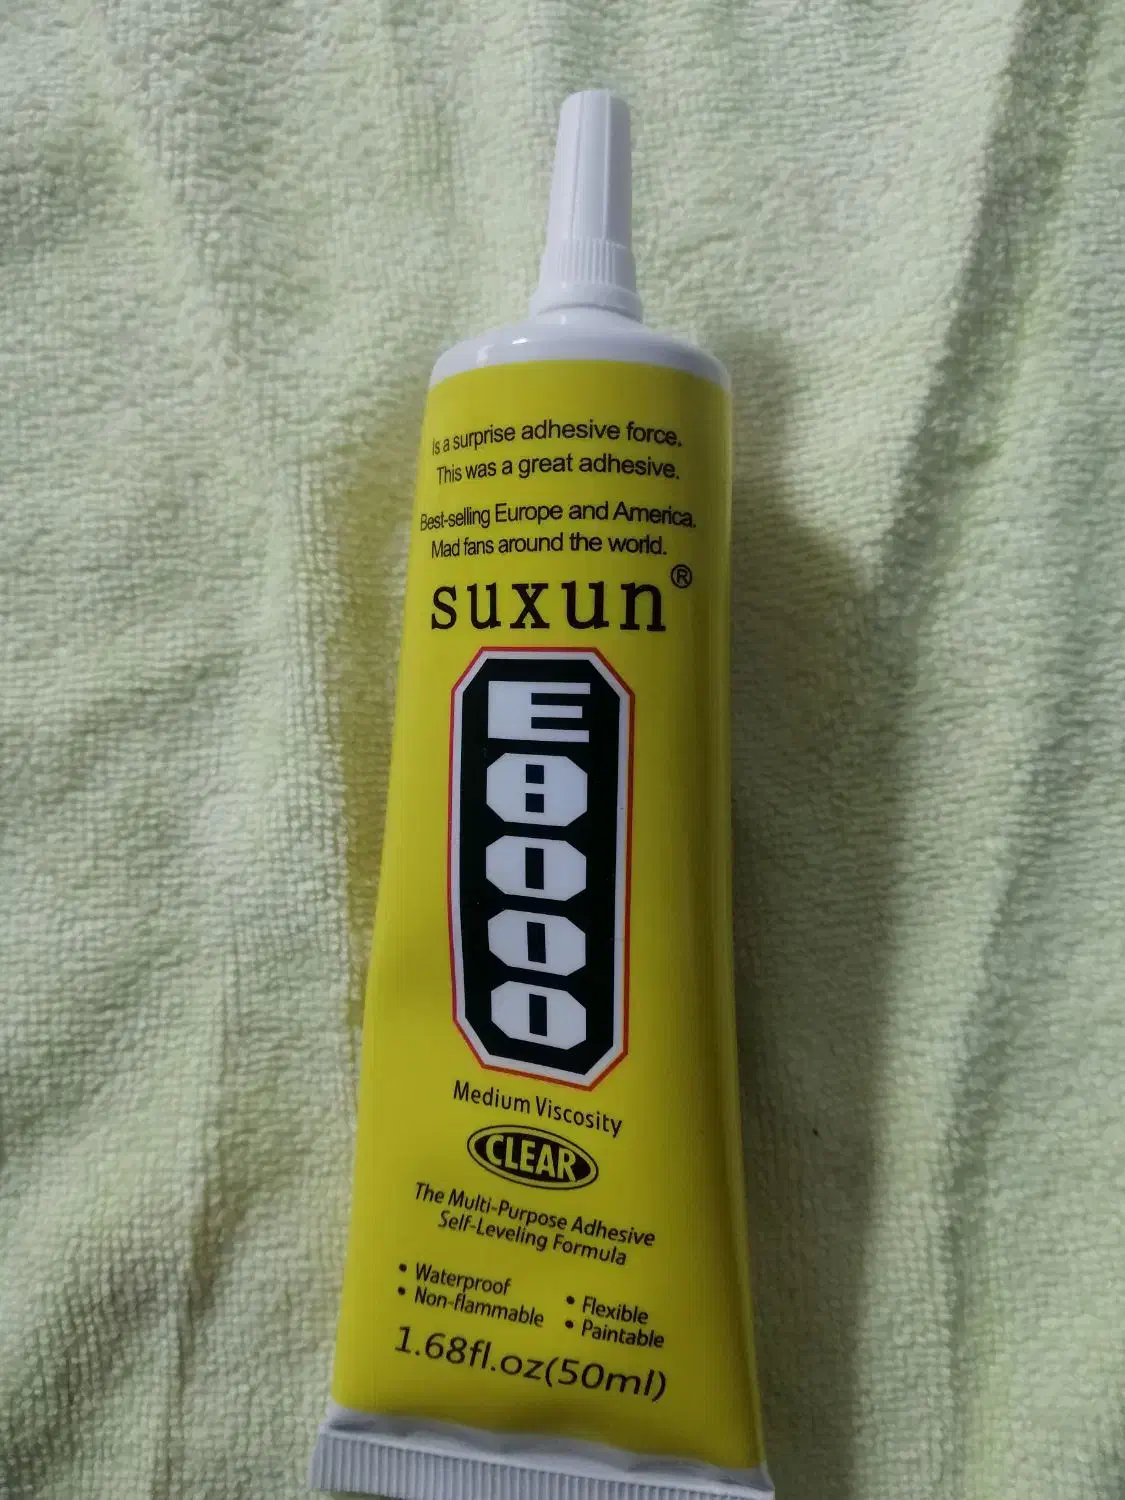 Is a surprise adhesive force.
This was a great adhesive.
Best-selling Europe and America.
Mad fans around the world.
suxun®
E8000
Medium Viscosity
CLEAR
The Multi-Purpose Adhesive
Self-Leveling Formula
• Waterproof • Flexible
• Non-flammable • Paintable
1.68fl.oz(50ml)